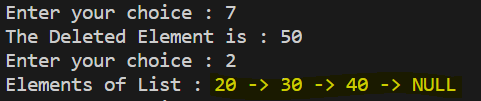 Enter your choice : 7
The Deleted Element is : 50
Enter your choice : 2
Elements of List : 20 -> 30 -> 40 -> NULL